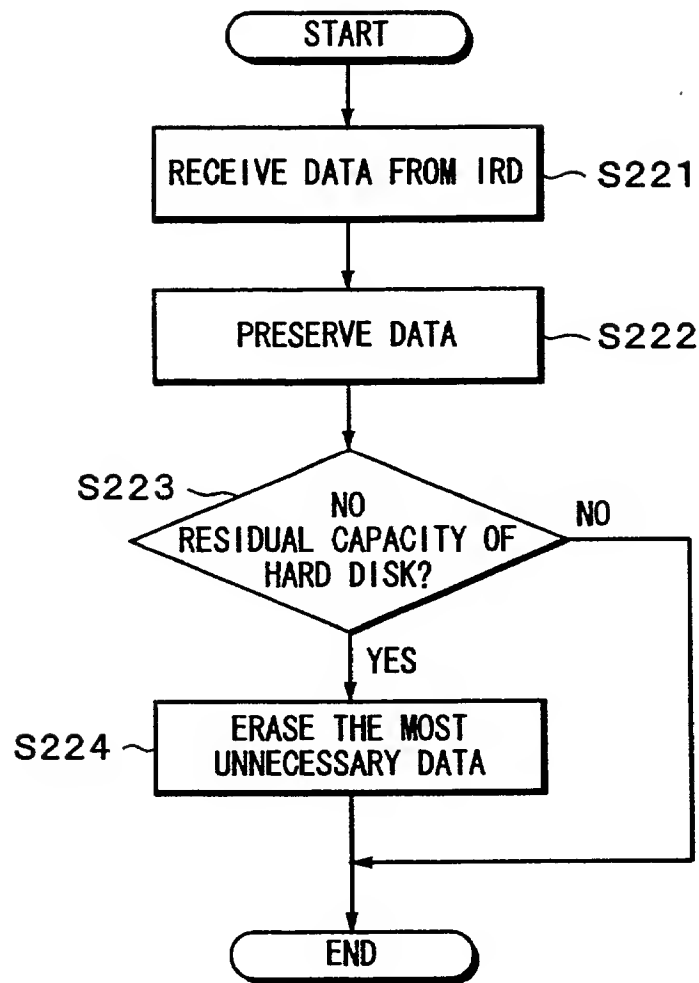 START
RECEIVE DATA FROM IRD
S221
PRESERVE DATA
S222
S223
NO
RESIDUAL CAPACITY OF
HARD DISK?
NO
YES
S224
ERASE THE MOST
UNNECESSARY DATA
END